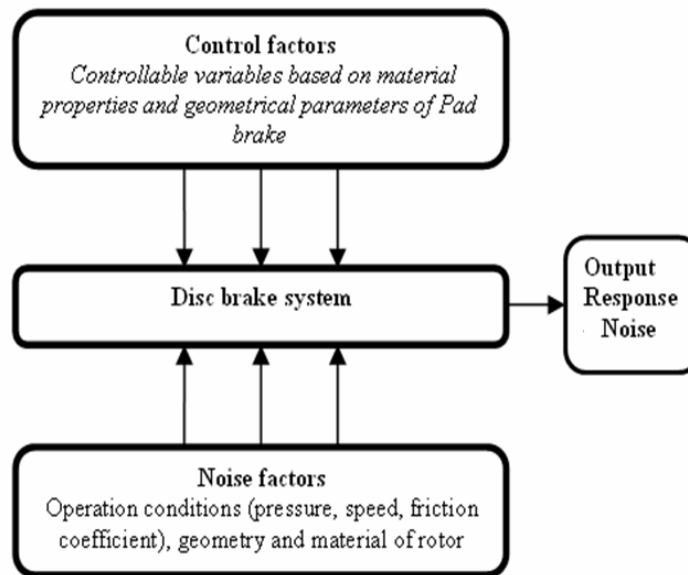 Control factors
Controllable variables based on material
properties and geometrical parameters of Pad
brake
Disc brake system
Output
Response
Noise
Noise factors
Operation conditions (pressure, speed, friction
coefficient), geometry and material of rotor